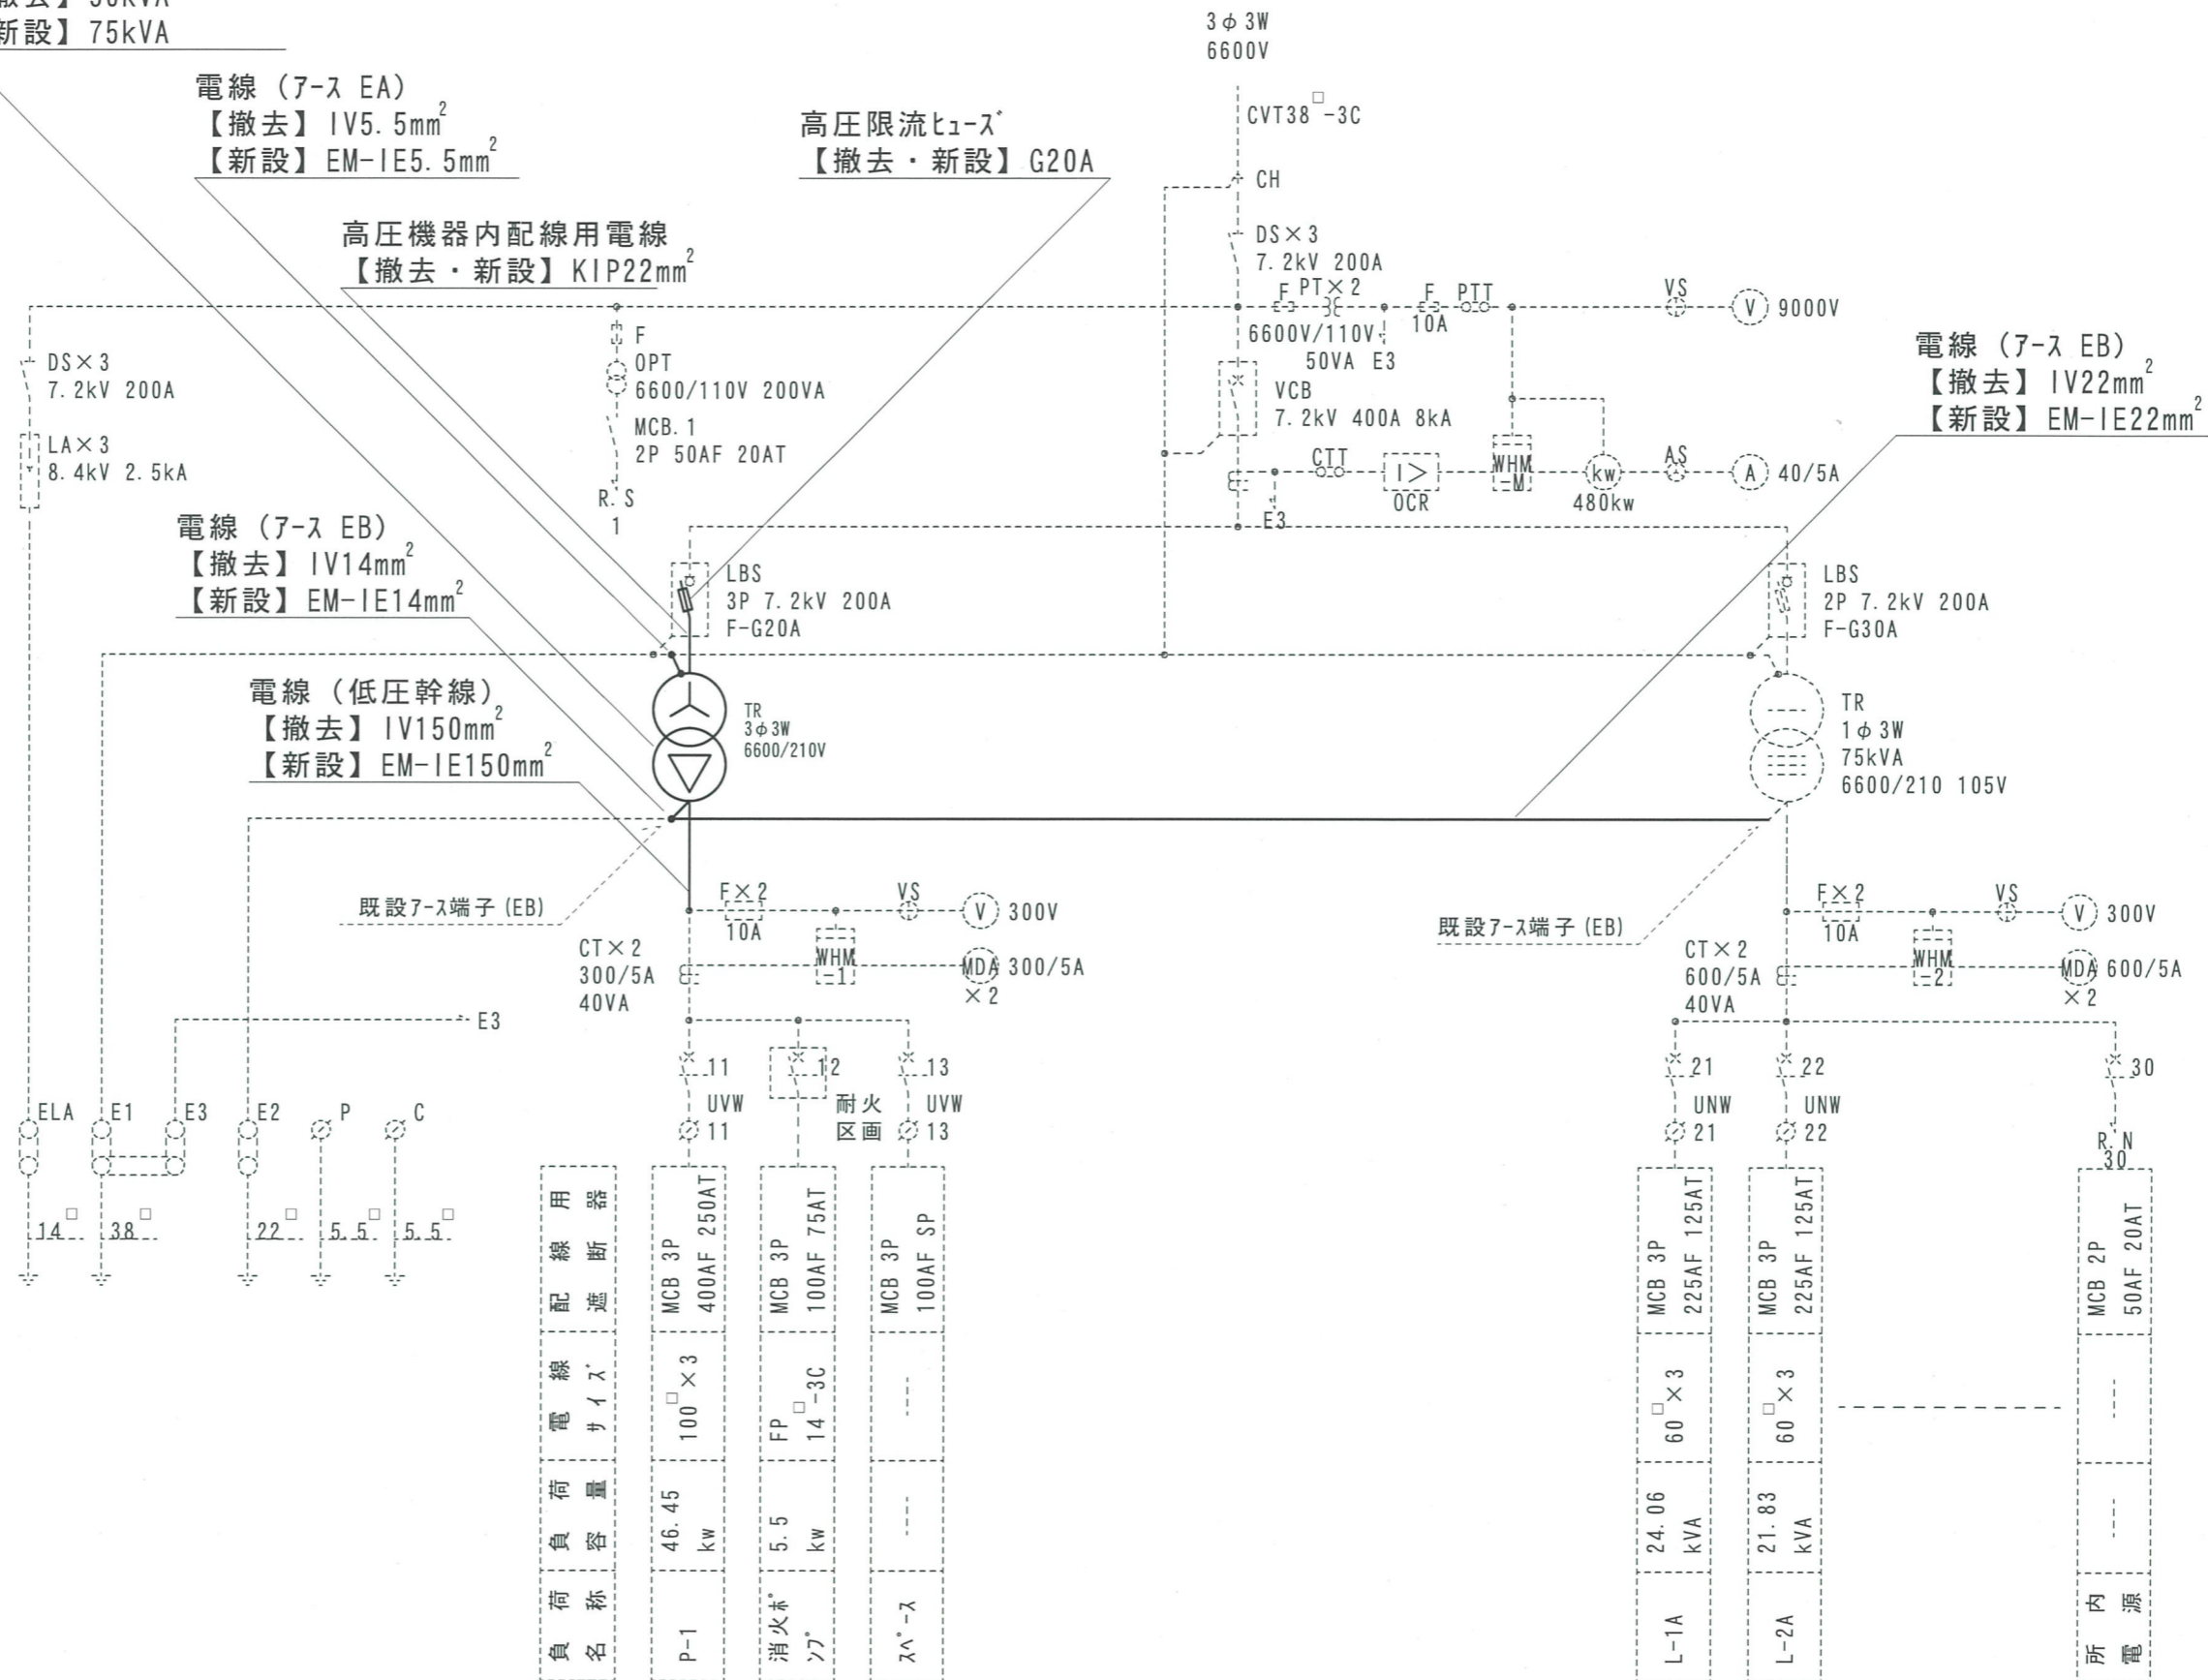 【新設】75kVA
電線（ｱｰｽ EA）
【撤去】IV5.5mm²
【新設】EM-IE5.5mm²
高圧機器内配線用電線
【撤去・新設】KIP22mm²
高圧限流ﾋｭｰｽﾞ
【撤去・新設】G20A
3φ3W
6600V
CVT38□-3C
CH
DS×3
7.2kV 200A
F
PT×2
6600V/110V
50VA
E3
F
10A
PTT
VS
V
9000V
電線（ｱｰｽ EB）
【撤去】IV22mm²
【新設】EM-IE22mm²
DS×3
7.2kV 200A
LA×3
8.4kV 2.5kA
F
OPT
6600/110V 200VA
MCB.1
2P 50AF 20AT
R.S
1
VCB
7.2kV 400A 8kA
CTT
I>
OCR
WHM
-M
kw
480kw
AS
A
40/5A
E3
電線（ｱｰｽ EB）
【撤去】IV14mm²
【新設】EM-IE14mm²
LBS
3P 7.2kV 200A
F-G20A
LBS
2P 7.2kV 200A
F-G30A
電線（低圧幹線）
【撤去】IV150mm²
【新設】EM-IE150mm²
TR
3φ3W
6600/210V
TR
1φ3W
75kVA
6600/210 105V
既設ｱｰｽ端子(EB)
F×2
10A
VS
V
300V
CT×2
300/5A
40VA
WHM
-1
MDA
300/5A
×2
既設ｱｰｽ端子(EB)
F×2
10A
VS
V
300V
CT×2
600/5A
40VA
WHM
-2
MDA
600/5A
×2
E3
11
UVW
11
12
耐火
区画
13
UVW
13
21
UNW
21
22
UNW
22
30
R.N
30
ELA
E1
E3
E2
P
C
14□
38□
22□
5.5□
5.5□
配線用
遮断器
電線
ｻｲｽﾞ
負荷
容量
負荷
名称
MCB 3P
400AF 250AT
100□×3
46.45
kw
P-1
MCB 3P
100AF 75AT
FP
14□-3C
5.5
kw
消火ﾎﾟ
ﾝﾌﾟ
MCB 3P
100AF SP
ｽﾍﾟｰｽ
MCB 3P
225AF 125AT
60□×3
24.06
kVA
L-1A
MCB 3P
225AF 125AT
60□×3
21.83
kVA
L-2A
MCB 2P
50AF 20AT
所内
電源